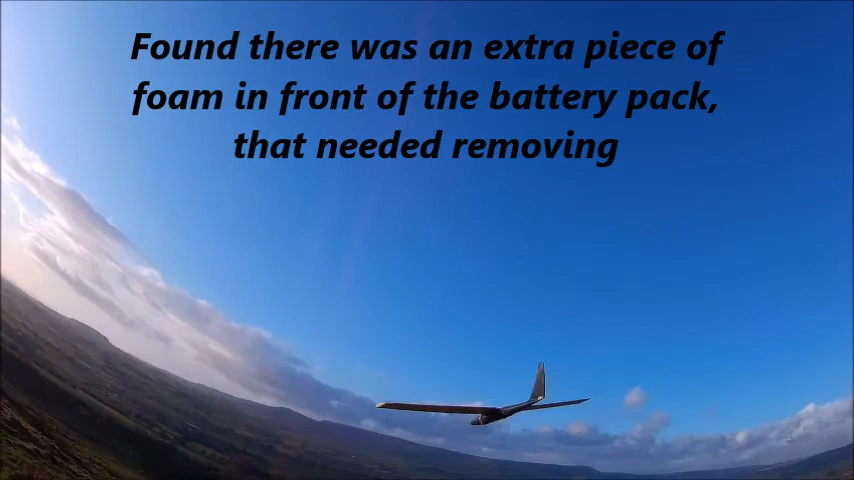 Found there was an extra piece of
foam in front of the battery pack,
that needed removing